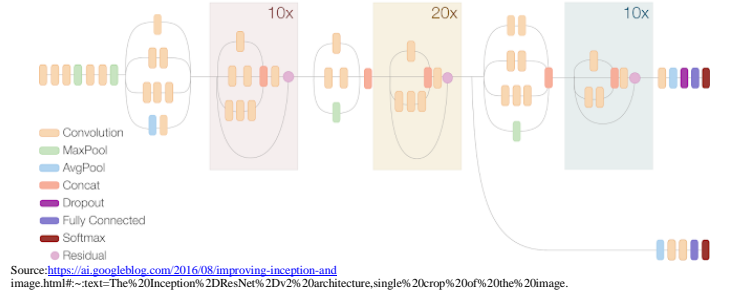 10x
20x
10x
Convolution
MaxPool
AvgPool
Concat
Dropout
Fully Connected
Softmax
Residual
Source:https://ai.googleblog.com/2016/08/improving-inception-and
image.html#:~:text=The%20Inception%2DResNet%2Dv2%20architecture,single%20crop%20of%20the%20image.